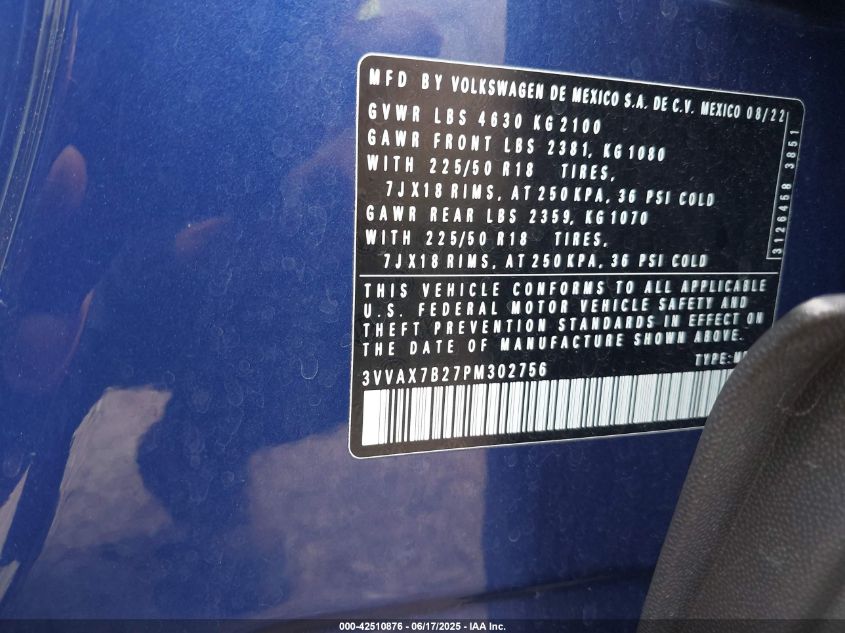 MFD BY VOLKSWAGEN DE MEXICO S.A. DE C.V. MEXICO 08/22
GVWR LBS 4630 KG 2100
GAWR FRONT LBS 2381, KG 1080
WITH 225/50 R18 TIRES,
7JX18 RIMS, AT 250 KPA, 36 PSI COLD
GAWR REAR LBS 2359, KG 1070
WITH 225/50 R18 TIRES,
7JX18 RIMS, AT 250 KPA, 36 PSI COLD
3126458 3851
THIS VEHICLE CONFORMS TO ALL APPLICABLE
U.S. FEDERAL MOTOR VEHICLE SAFETY AND
THEFT PREVENTION STANDARDS IN EFFECT ON
THE DATE OF MANUFACTURE SHOWN ABOVE.
TYPE:
3VVAX7B27PM302756
000-42510876 - 06/17/2025 - IAA Inc.